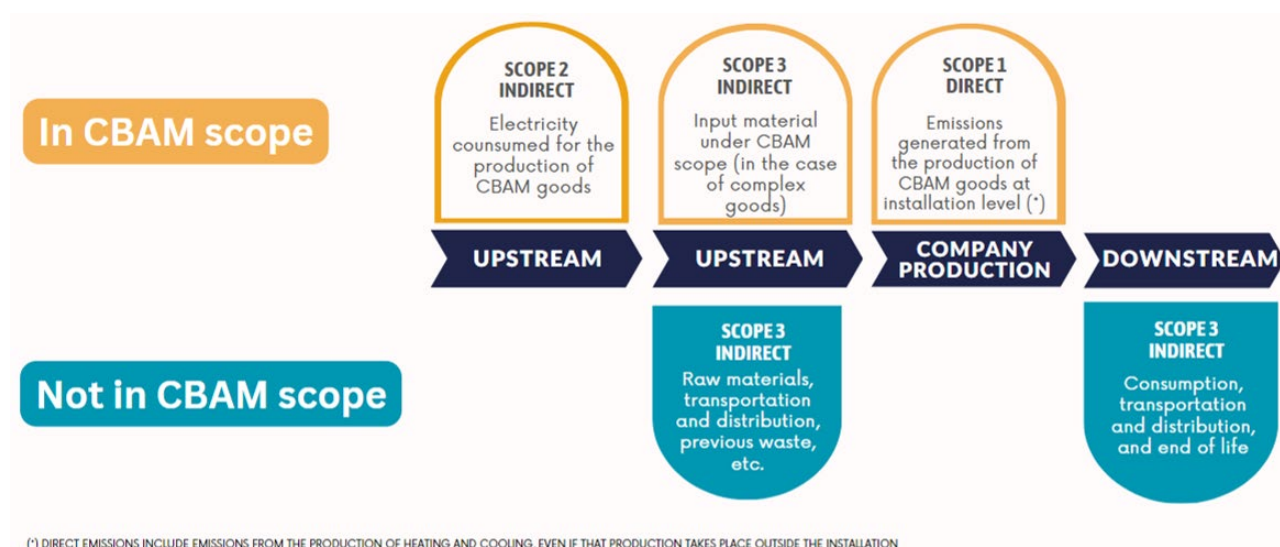 In CBAM scope
SCOPE 2
INDIRECT
Electricity
counsumed for the
production of
CBAM goods
SCOPE 3
INDIRECT
Input material
under CBAM
scope (in the case
of complex
goods)
SCOPE 1
DIRECT
Emissions
generated from
the production of
CBAM goods at
installation level (*)
UPSTREAM
UPSTREAM
COMPANY
PRODUCTION
DOWNSTREAM
Not in CBAM scope
SCOPE 3
INDIRECT
Raw materials,
transportation
and distribution,
previous waste,
etc.
SCOPE 3
INDIRECT
Consumption,
transportation
and distribution,
and end of life
(*) DIRECT EMISSIONS INCLUDE EMISSIONS FROM THE PRODUCTION OF HEATING AND COOLING, EVEN IF THAT PRODUCTION TAKES PLACE OUTSIDE THE INSTALLATION